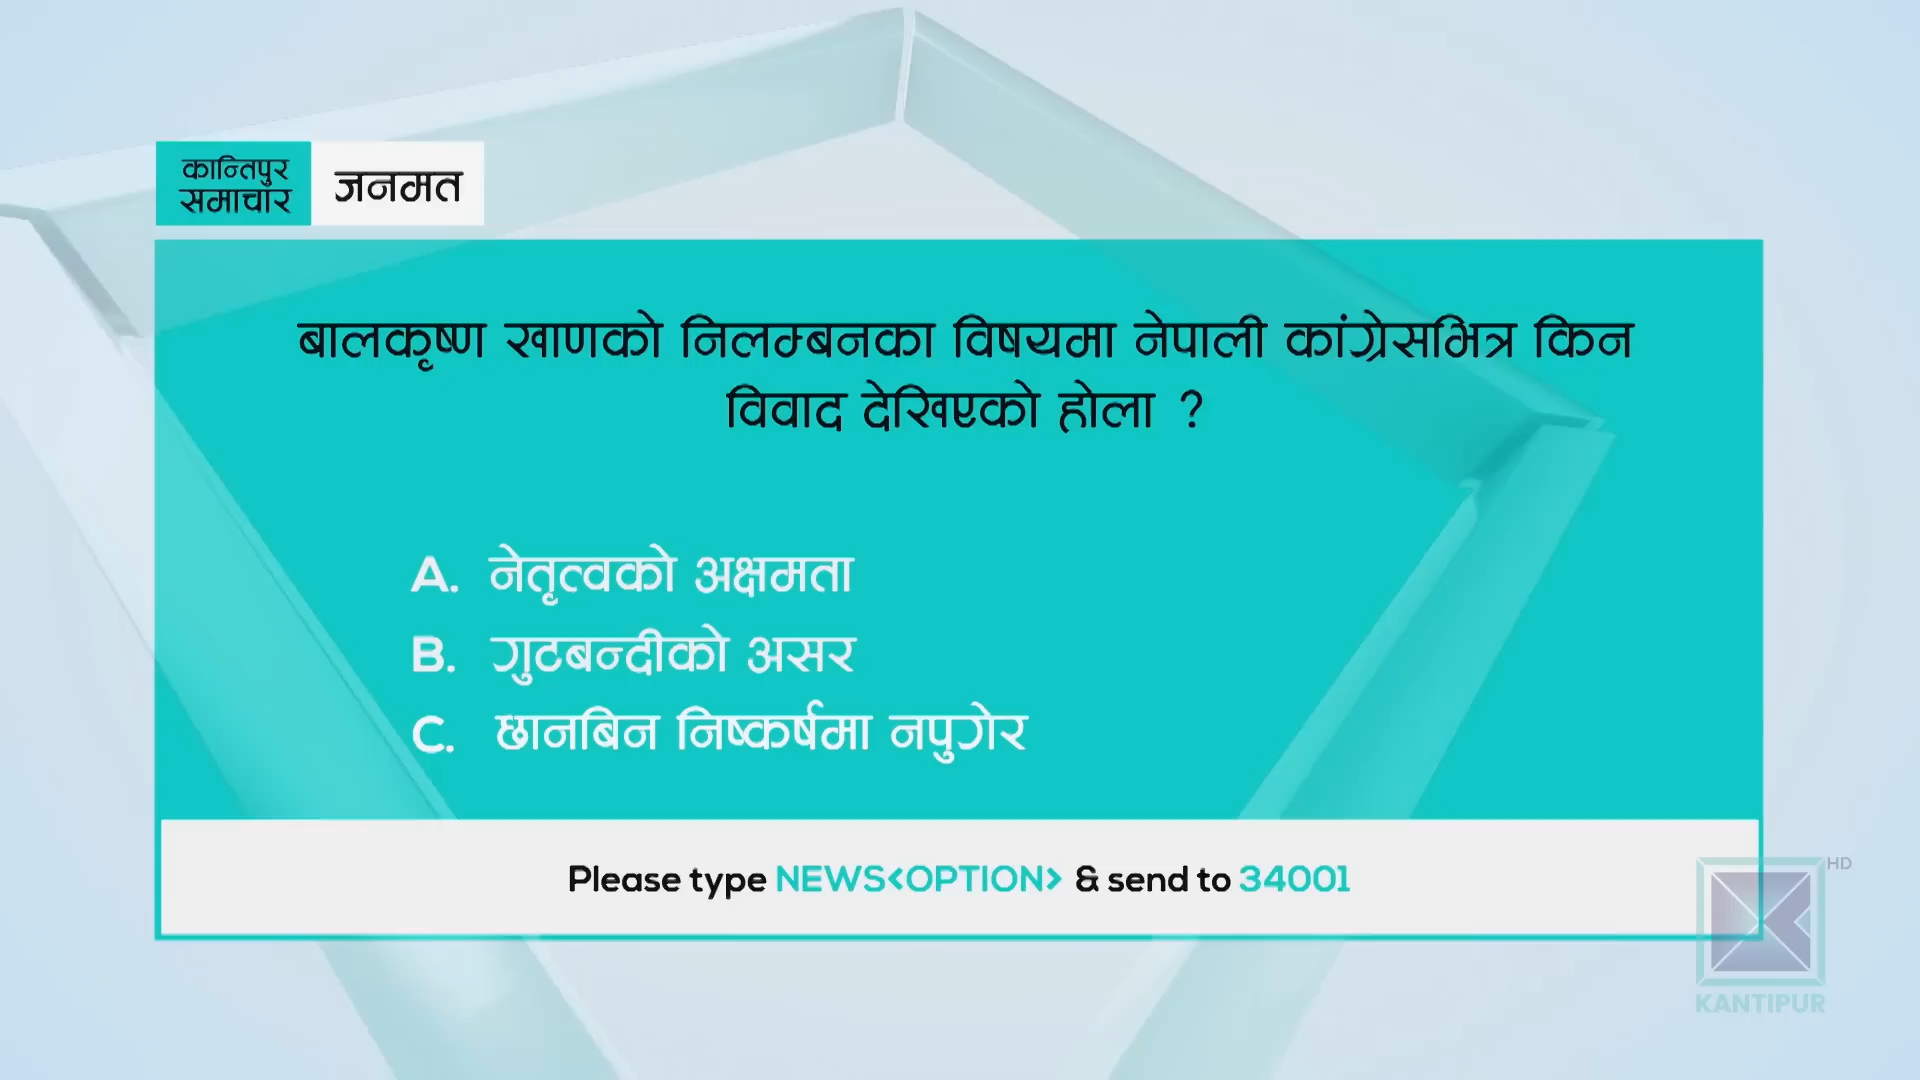 कान्तिपुर
समाचार
जनमत
बालकृष्ण खाणको निलम्बनका विषयमा नेपाली कांग्रेसभित्र किन
विवाद देखिएको होला ?
A. नेतृत्वको अक्षमता
B. गुटबन्दीको असर
C. छानबिन निष्कर्षमा नपुगेर
Please type NEWS<OPTION> & send to 34001
HD
KANTIPUR